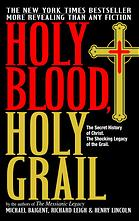 THE NEW YORK TIMES BESTSELLER
MORE REVEALING THAN ANY FICTION
HOLY
BLOOD,
HOLY
GRAIL
The Secret History
of Christ.
The Shocking Legacy
of the Grail.
by the authors of THE MESSIANIC LEGACY
MICHAEL BAIGENT, RICHARD LEIGH & HENRY LINCOLN